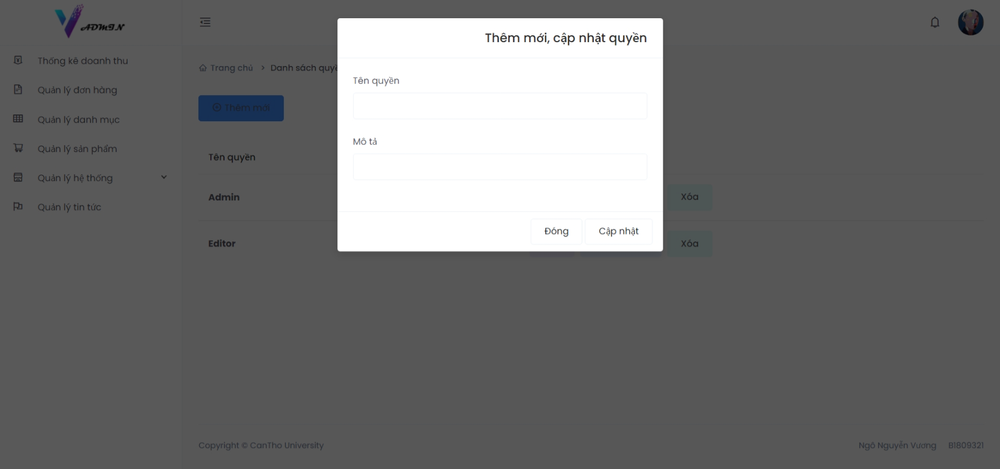 ADMIN
Thống kê doanh thu
Quản lý đơn hàng
Quản lý danh mục
Quản lý sản phẩm
Quản lý hệ thống
Quản lý tin tức
Trang chủ > Danh sách
Thêm mới
Tên quyền
Admin
Xóa
Editor
Xóa
Thêm mới, cập nhật quyền
Tên quyền
Mô tả
Đóng
Cập nhật
Copyright © CanTho University
Ngô Nguyễn Vương B1809321